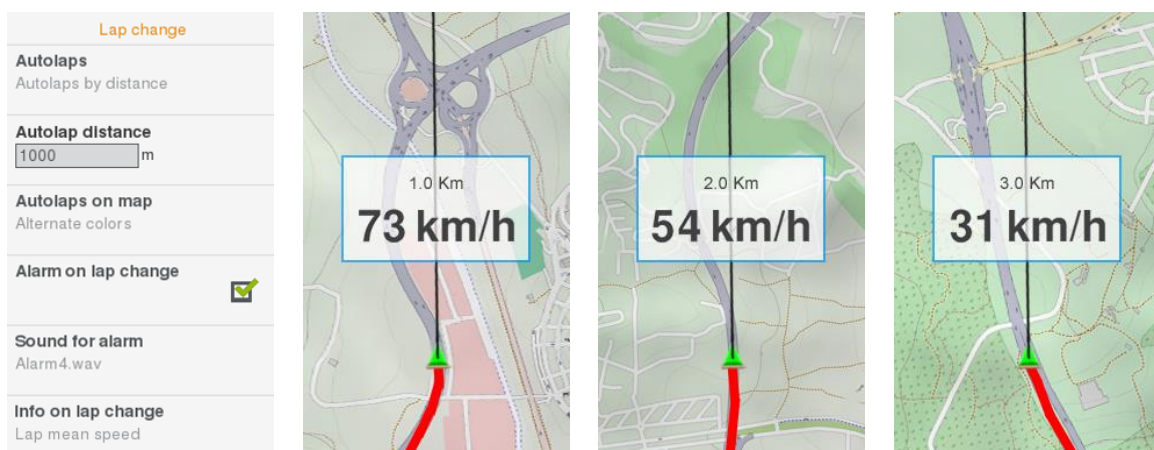 Lap change
Autolaps
Autolaps by distance
Autolap distance
1000 m
Autolaps on map
Alternate colors
Alarm on lap change
Sound for alarm
Alarm4.wav
Info on lap change
Lap mean speed
1.0 Km
73 km/h
2.0 Km
54 km/h
3.0 Km
31 km/h